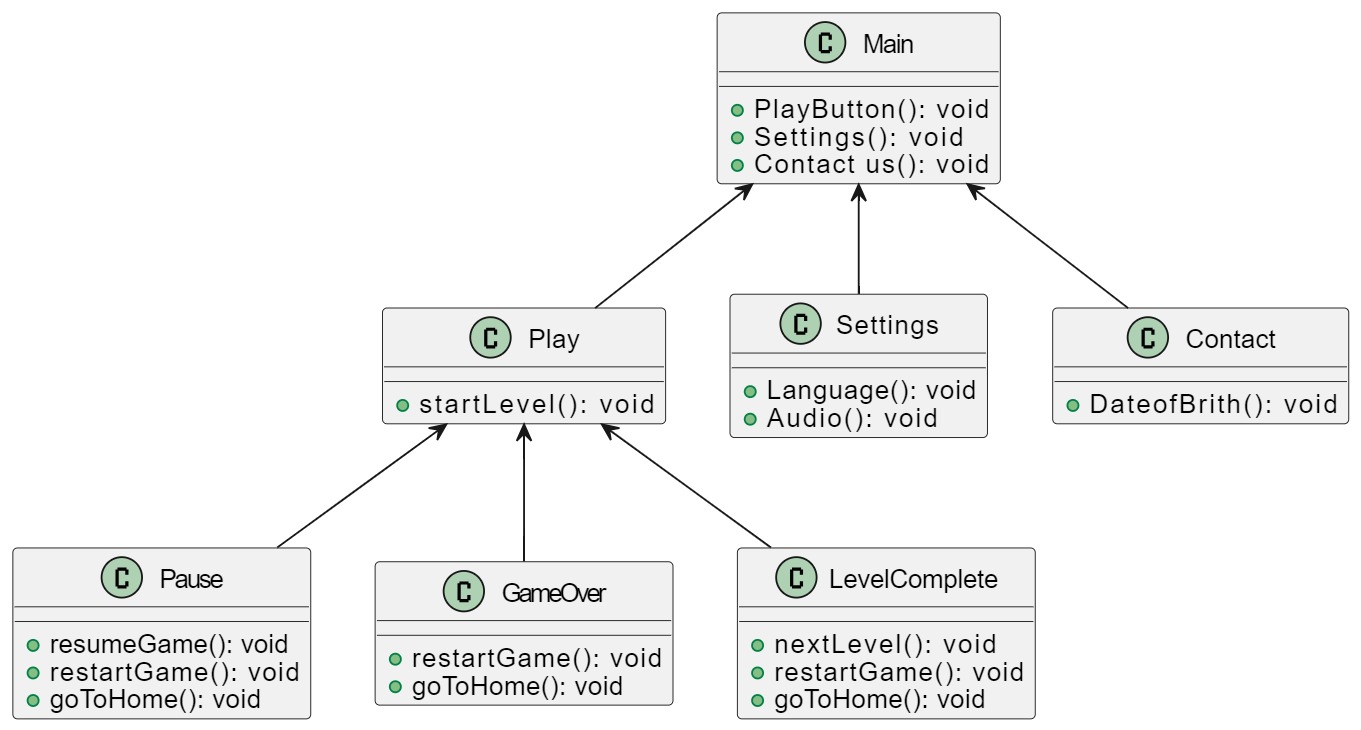 C Main
PlayButton(): void
Settings(): void
Contact us(): void
C Play
startLevel(): void
C Settings
Language(): void
Audio(): void
C Contact
DateofBrith(): void
C Pause
resumeGame(): void
restartGame(): void
goToHome(): void
C GameOver
restartGame(): void
goToHome(): void
C LevelComplete
nextLevel(): void
restartGame(): void
goToHome(): void